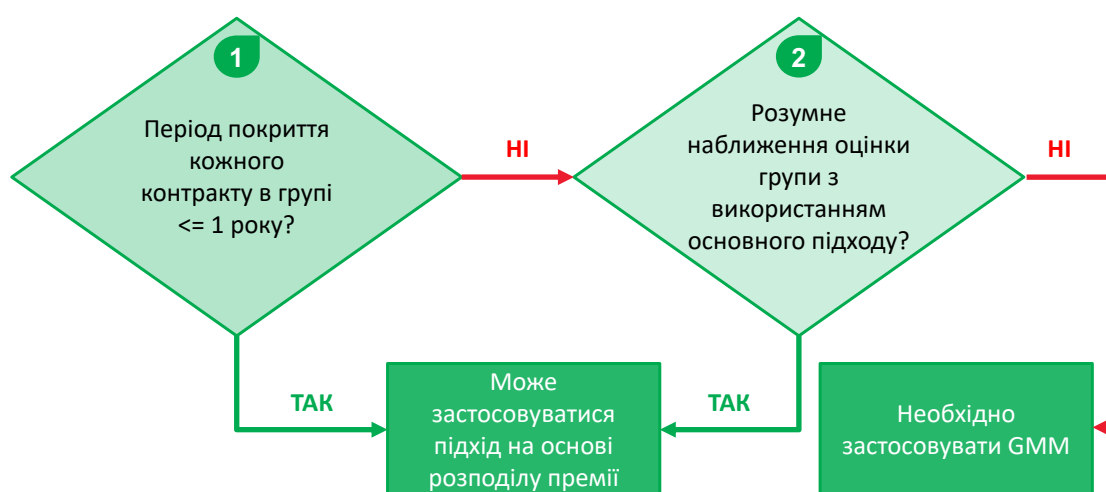 1
Період покриття
кожного
контракту в групі
<= 1 року?
НІ
2
Розумне
наближення оцінки
групи з
використанням
основного підходу?
НІ
ТАК
Може
застосовуватися
підхід на основі
розподілу премії
ТАК
Необхідно
застосовувати GMM